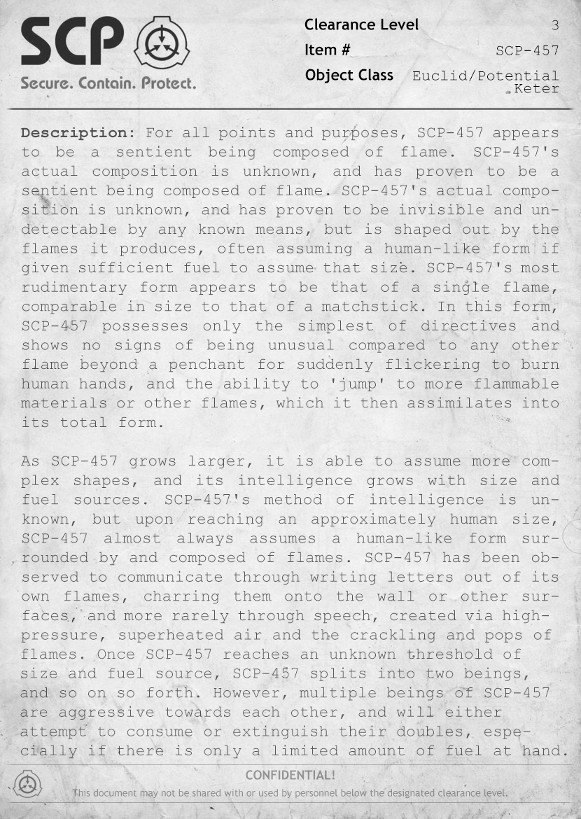 SCP
Secure. Contain. Protect.
Clearance Level 3
Item # SCP-457
Object Class Euclid/Potential
Keter
Description: For all points and purposes, SCP-457 appears
to be a sentient being composed of flame. SCP-457's
actual composition is unknown, and has proven to be a
sentient being composed of flame. SCP-457's actual compo-
sition is unknown, and has proven to be invisible and un-
detectable by any known means, but is shaped out by the
flames it produces, often assuming a human-like form if
given sufficient fuel to assume that size. SCP-457's most
rudimentary form appears to be that of a single flame,
comparable in size to that of a matchstick. In this form,
SCP-457 possesses only the simplest of directives and
shows no signs of being unusual compared to any other
flame beyond a penchant for suddenly flickering to burn
human hands, and the ability to 'jump' to more flammable
materials or other flames, which it then assimilates into
its total form.
As SCP-457 grows larger, it is able to assume more com-
plex shapes, and its intelligence grows with size and
fuel sources. SCP-457's method of intelligence is un-
known, but upon reaching an approximately human size,
SCP-457 almost always assumes a human-like form sur-
rounded by and composed of flames. SCP-457 has been ob-
served to communicate through writing letters out of its
own flames, charring them onto the wall or other sur-
faces, and more rarely through speech, created via high-
pressure, superheated air and the crackling and pops of
flames. Once SCP-457 reaches an unknown threshold of
size and fuel source, SCP-457 splits into two beings,
and so on so forth. However, multiple beings of SCP-457
are aggressive towards each other, and will either
attempt to consume or extinguish their doubles, espe-
cially if there is only a limited amount of fuel at hand.
CONFIDENTIAL!
This document may not be shared with or used by personnel below the designated clearance level.